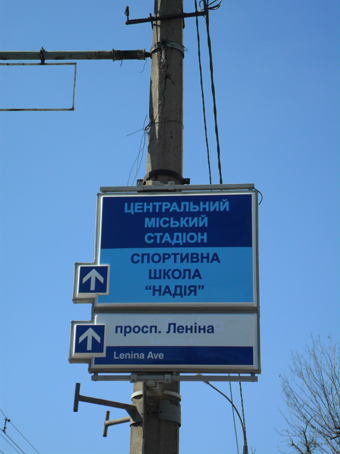 ЦЕНТРАЛЬНИЙ
МІСЬКИЙ
СТАДІОН
СПОРТИВНА
ШКОЛА
“НАДІЯ”
просп. Леніна
Lenina Ave